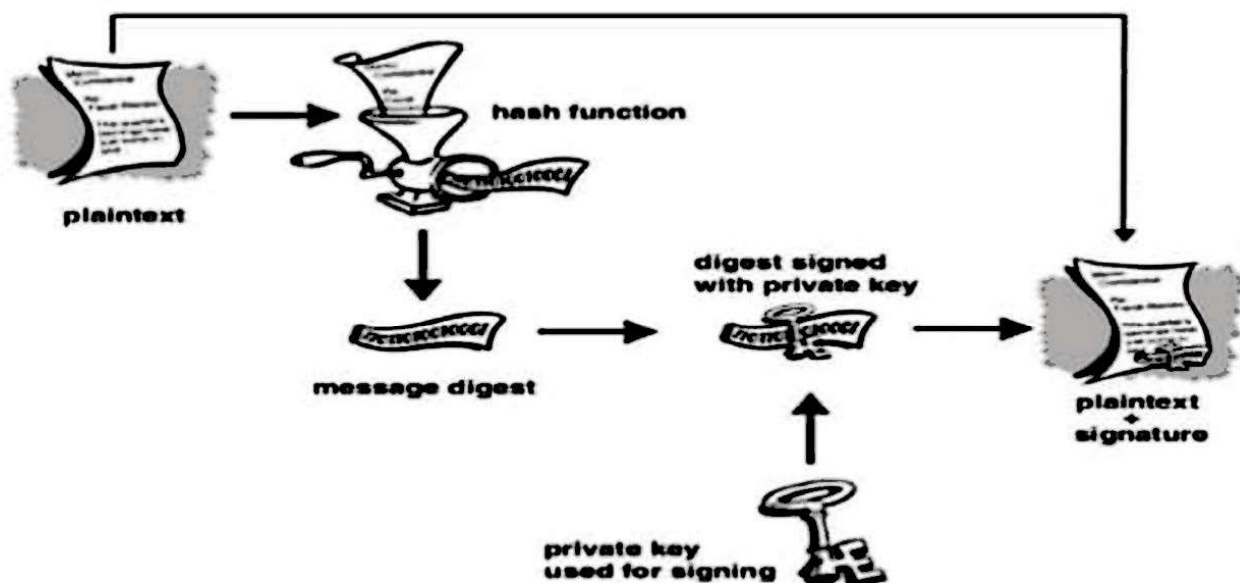 plaintext
hash function
message digest
digest signed
with private key
private key
used for signing
plaintext
+
signature